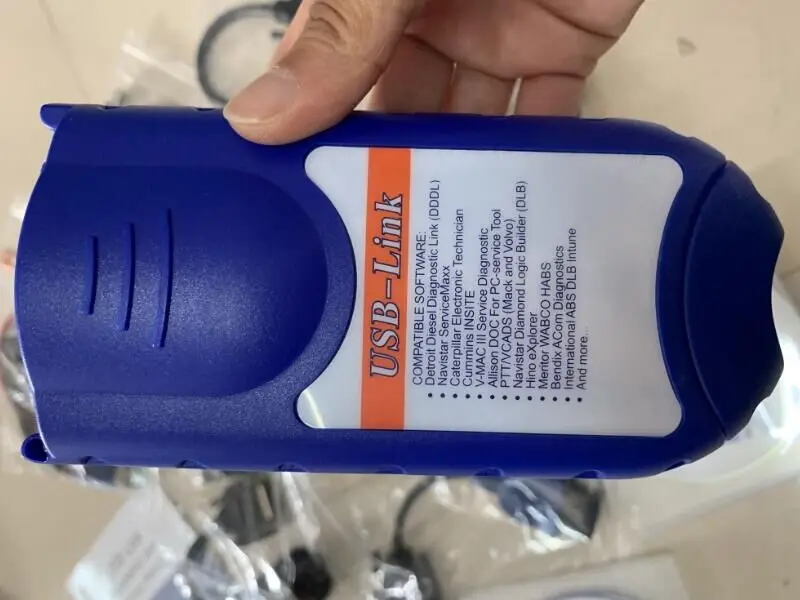 USB-Link
COMPATIBLE SOFTWARE:
• Detroit Diesel Diagnostic Link (DDDL)
• Navistar ServiceMaxx
• Caterpillar Electronic Technician
• Cummins INSITE
• V-MAC III Service Diagnostic
• Allison DOC For PC-service Tool
• PTT/VCADS (Mack and Volvo)
• Navistar Diamond Logic Builder (DLB)
• Hino eXplorer
• Meritor WABCO HABS
• Bendix ACom Diagnostics
• International ABS DLB Intune
• And more...